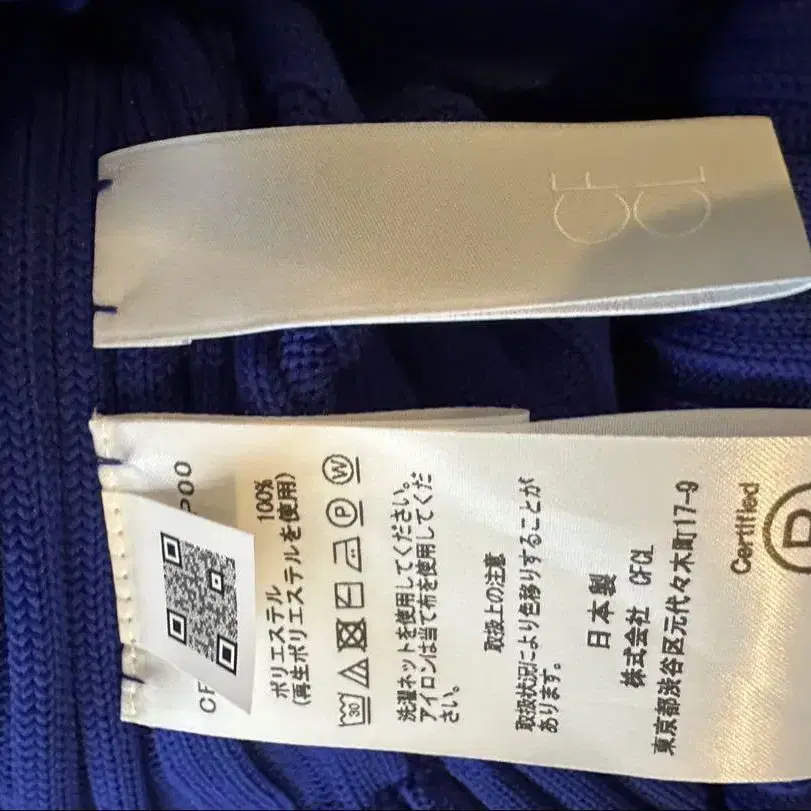 ポリエステル 100%
(再生ポリエステルを使用)
30
P
W
洗濯ネットを使用してください。
アイロンは当て布を使用してくだ
さい。
取扱上の注意
取扱状況により色移りすることが
あります。
日本製
株式会社 CFCL
東京都渋谷区元代々木町17-9
Certified
B